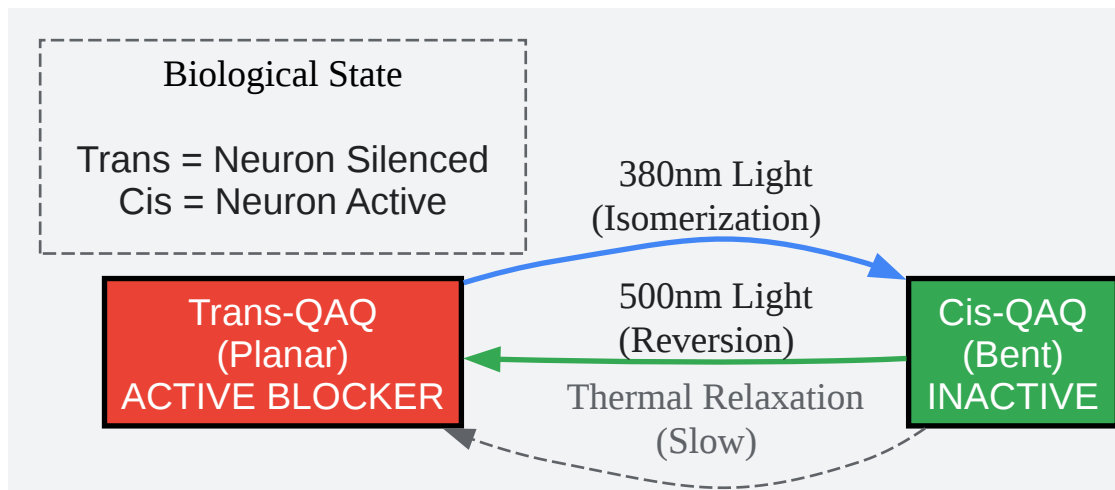 Biological State
Trans = Neuron Silenced
Cis = Neuron Active
380nm Light
(Isomerization)
Trans-QAQ
(Planar)
ACTIVE BLOCKER
500nm Light
(Reversion)
Cis-QAQ
(Bent)
INACTIVE
Thermal Relaxation
(Slow)